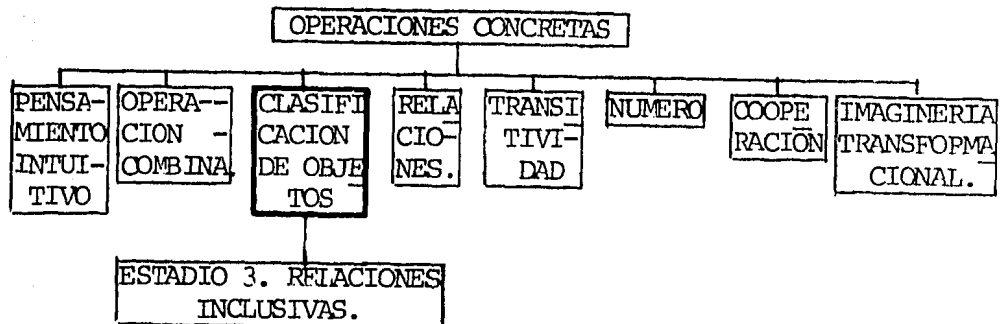 OPERACIONES CONCRETAS
PENSA-
MIENTO
INTUI-
TIVO
OPERA--
CION -
COMBINA.
CLASIFI
CACION
DE OBJE
TOS
RELA
CIO-
NES.
TRANSI
TIVI-
DAD
NUMERO
COOPE
RACIÓN
IMAGINERIA
TRANSFOPMA
CIONAL.
ESTADIO 3. RELACIONES
INCLUSIVAS.